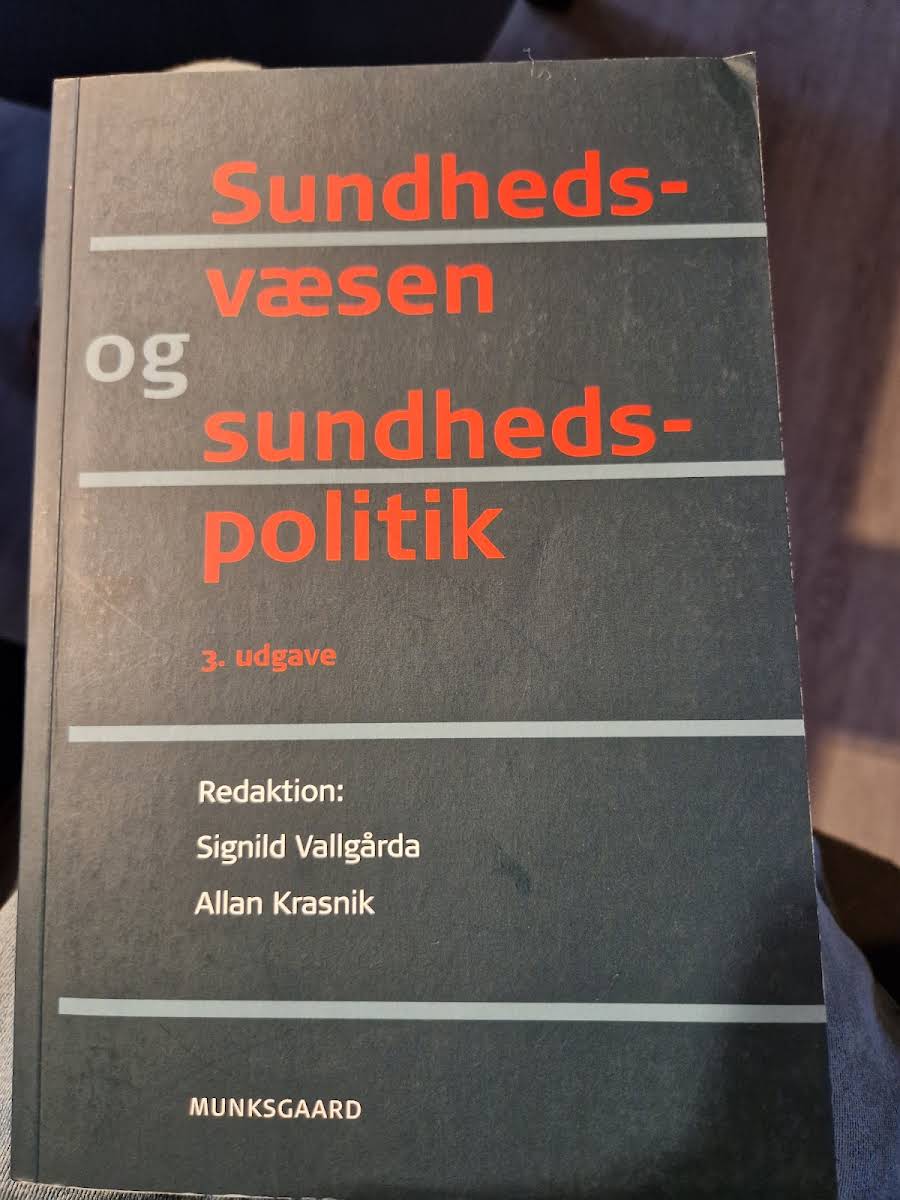 Sundheds-
væsen
og
sundheds-
politik
3. udgave
Redaktion:
Signild Vallgårda
Allan Krasnik
MUNKSGAARD